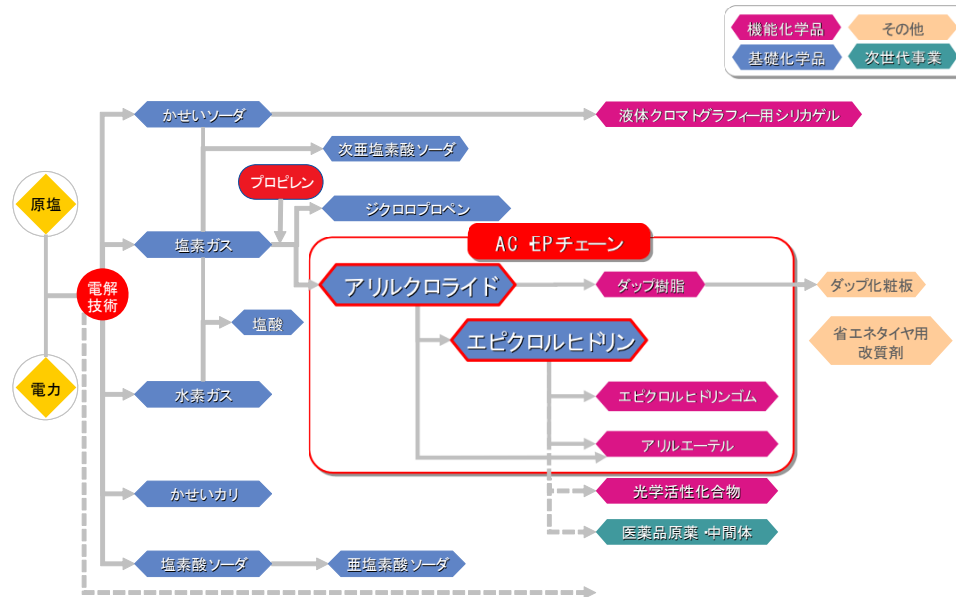 機能化学品
その他
基礎化学品
次世代事業
かせいソーダ
液体クロマトグラフィー用シリカゲル
次亜塩素酸ソーダ
プロピレン
原塩
ジクロロプロペン
塩素ガス
AC・EPチェーン
アリルクロライド
ダップ樹脂
ダップ化粧板
電解
技術
塩酸
エピクロルヒドリン
省エネタイヤ用
改質剤
電力
水素ガス
エピクロルヒドリンゴム
アリルエーテル
かせいカリ
光学活性化合物
医薬品原薬・中間体
塩素酸ソーダ
亜塩素酸ソーダ